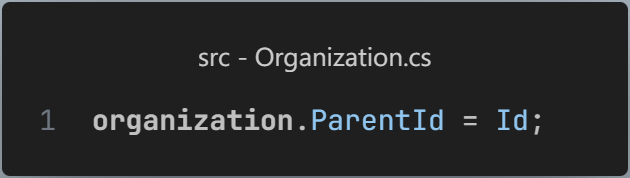 src - Organization.cs
1 organization.ParentId = Id;